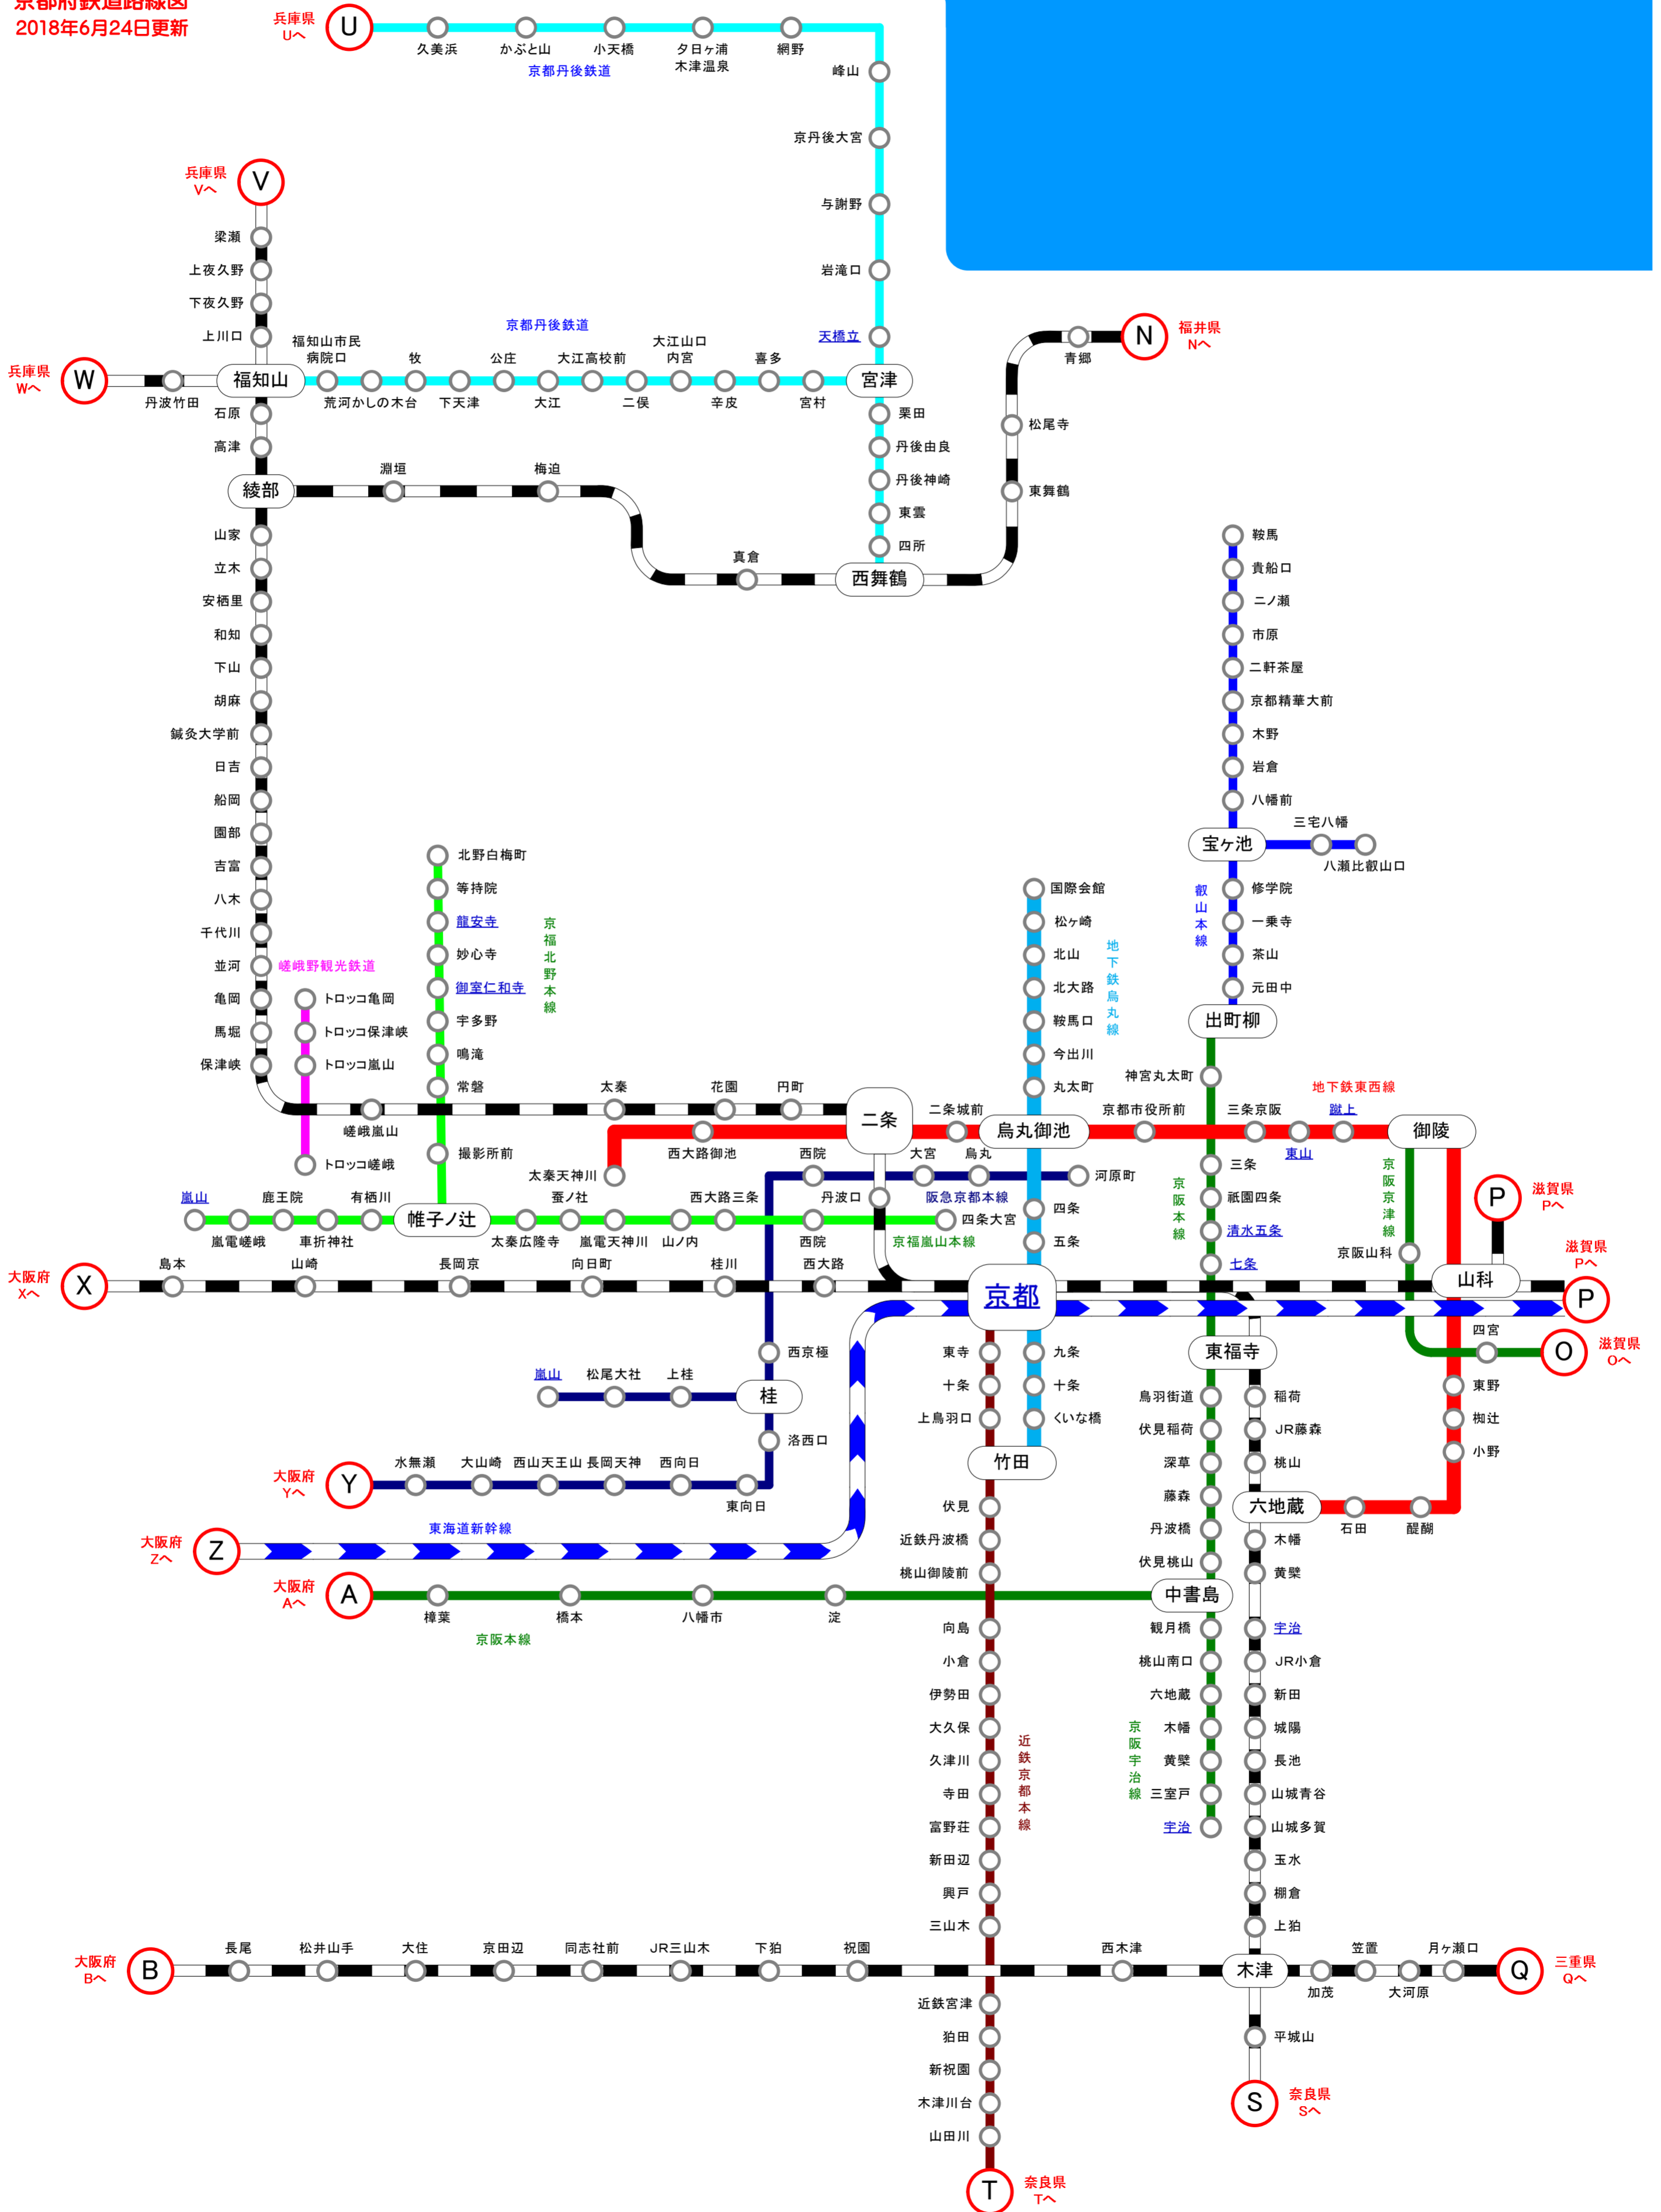 京都府鉄道路線図
2018年6月24日更新
兵庫県
Uへ
U
久美浜
かぶと山
小天橋
夕日ヶ浦
木津温泉
網野
京都丹後鉄道
峰山
京丹後大宮
与謝野
岩滝口
天橋立
兵庫県
Vへ
V
梁瀬
上夜久野
下夜久野
上川口
兵庫県
Wへ
W
丹波竹田
福知山
福知山市民
病院口
荒河かしの木台
牧
下天津
公庄
大江
大江高校前
二俣
大江山口
内宮
辛皮
喜多
宮村
京都丹後鉄道
宮津
福井県
Nへ
N
青郷
松尾寺
東舞鶴
石原
高津
綾部
淵垣
梅迫
真倉
西舞鶴
栗田
丹後由良
丹後神崎
東雲
四所
山家
立木
安栖里
和知
下山
胡麻
鍼灸大学前
日吉
船岡
園部
吉富
八木
千代川
並河
亀岡
馬堀
保津峡
嵯峨野観光鉄道
トロッコ亀岡
トロッコ保津峡
トロッコ嵐山
トロッコ嵯峨
北野白梅町
等持院
龍安寺
妙心寺
御室仁和寺
宇多野
鳴滝
常磐
撮影所前
京福北野本線
鞍馬
貴船口
二ノ瀬
市原
二軒茶屋
京都精華大前
木野
岩倉
八幡前
宝ヶ池
三宅八幡
八瀬比叡山口
修学院
一乗寺
茶山
元田中
叡山本線
出町柳
国際会館
松ヶ崎
北山
北大路
鞍馬口
今出川
丸太町
地下鉄烏丸線
嵯峨嵐山
太秦
花園
円町
二条
二条城前
烏丸御池
京都市役所前
神宮丸太町
三条京阪
東山
蹴上
地下鉄東西線
御陵
太秦天神川
西大路御池
西院
大宮
烏丸
河原町
阪急京都本線
丹波口
四条
五条
三条
祇園四条
清水五条
七条
京阪本線
京阪京津線
京阪山科
滋賀県
Pへ
P
嵐山
嵐電嵯峨
鹿王院
車折神社
有栖川
帷子ノ辻
太秦広隆寺
蚕ノ社
嵐電天神川
山ノ内
西大路三条
西院
四条大宮
京福嵐山本線
大阪府
Xへ
X
島本
山崎
長岡京
向日町
桂川
西大路
京都
山科
滋賀県
Pへ
P
四宮
滋賀県
Oへ
O
西京極
嵐山
松尾大社
上桂
桂
洛西口
大阪府
Yへ
Y
水無瀬
大山崎
西山天王山
長岡天神
西向日
東向日
東海道新幹線
大阪府
Zへ
Z
東寺
十条
上鳥羽口
九条
十条
くいな橋
竹田
東福寺
鳥羽街道
伏見稲荷
深草
藤森
丹波橋
伏見桃山
稲荷
JR藤森
桃山
六地蔵
石田
醍醐
東野
椥辻
小野
大阪府
Aへ
A
樟葉
橋本
八幡市
淀
京阪本線
中書島
伏見
近鉄丹波橋
桃山御陵前
向島
小倉
伊勢田
大久保
久津川
寺田
富野荘
新田辺
興戸
三山木
近鉄京都本線
観月橋
桃山南口
六地蔵
木幡
黄檗
三室戸
宇治
京阪宇治線
木幡
黄檗
宇治
JR小倉
新田
城陽
長池
山城青谷
山城多賀
玉水
棚倉
上狛
大阪府
Bへ
B
長尾
松井山手
大住
京田辺
同志社前
JR三山木
下狛
祝園
西木津
木津
加茂
笠置
大河原
月ヶ瀬口
Q
三重県
Qへ
近鉄宮津
狛田
新祝園
木津川台
山田川
T
奈良県
Tへ
平城山
S
奈良県
Sへ